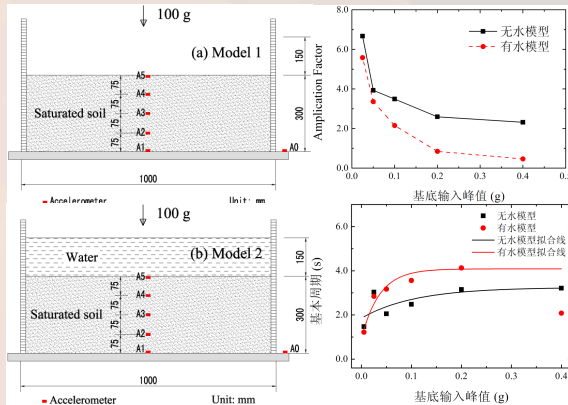 100 g
(a) Model 1
150
A5
75
A4
75
Saturated soil
A3
300
75
A2
75
A1
A0
1000
Accelerometer
Unit: mm
100 g
(b) Model 2
Water
150
A5
75
A4
75
Saturated soil
A3
300
75
A2
75
A1
A0
1000
Accelerometer
Unit: mm
8.0
6.0
4.0
2.0
0.0
Amplication Factor
无水模型
有水模型
0.0
0.1
0.2
0.3
0.4
0.5
基底输入峰值 (g)
6.0
4.0
2.0
0.0
基本周期 (s)
无水模型
有水模型
无水模型拟合线
有水模型拟合线
0.0
0.1
0.2
0.3
0.4
基底输入峰值 (g)